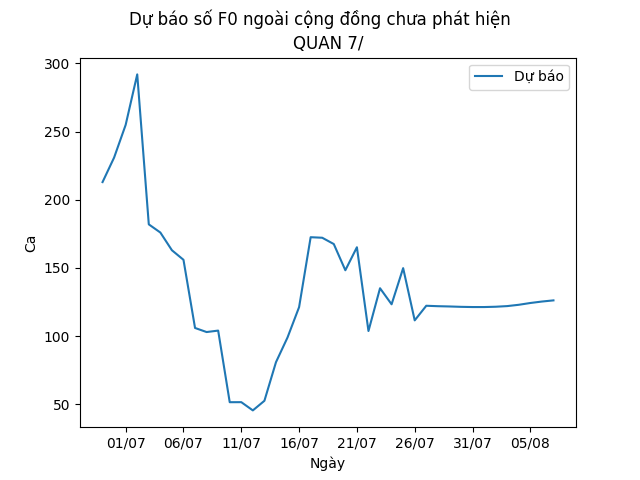 Dự báo số F0 ngoài cộng đồng chưa phát hiện
QUAN 7/
Dự báo
300
250
200
150
100
50
Ca
01/07 06/07 11/07 16/07 21/07 26/07 31/07 05/08
Ngày